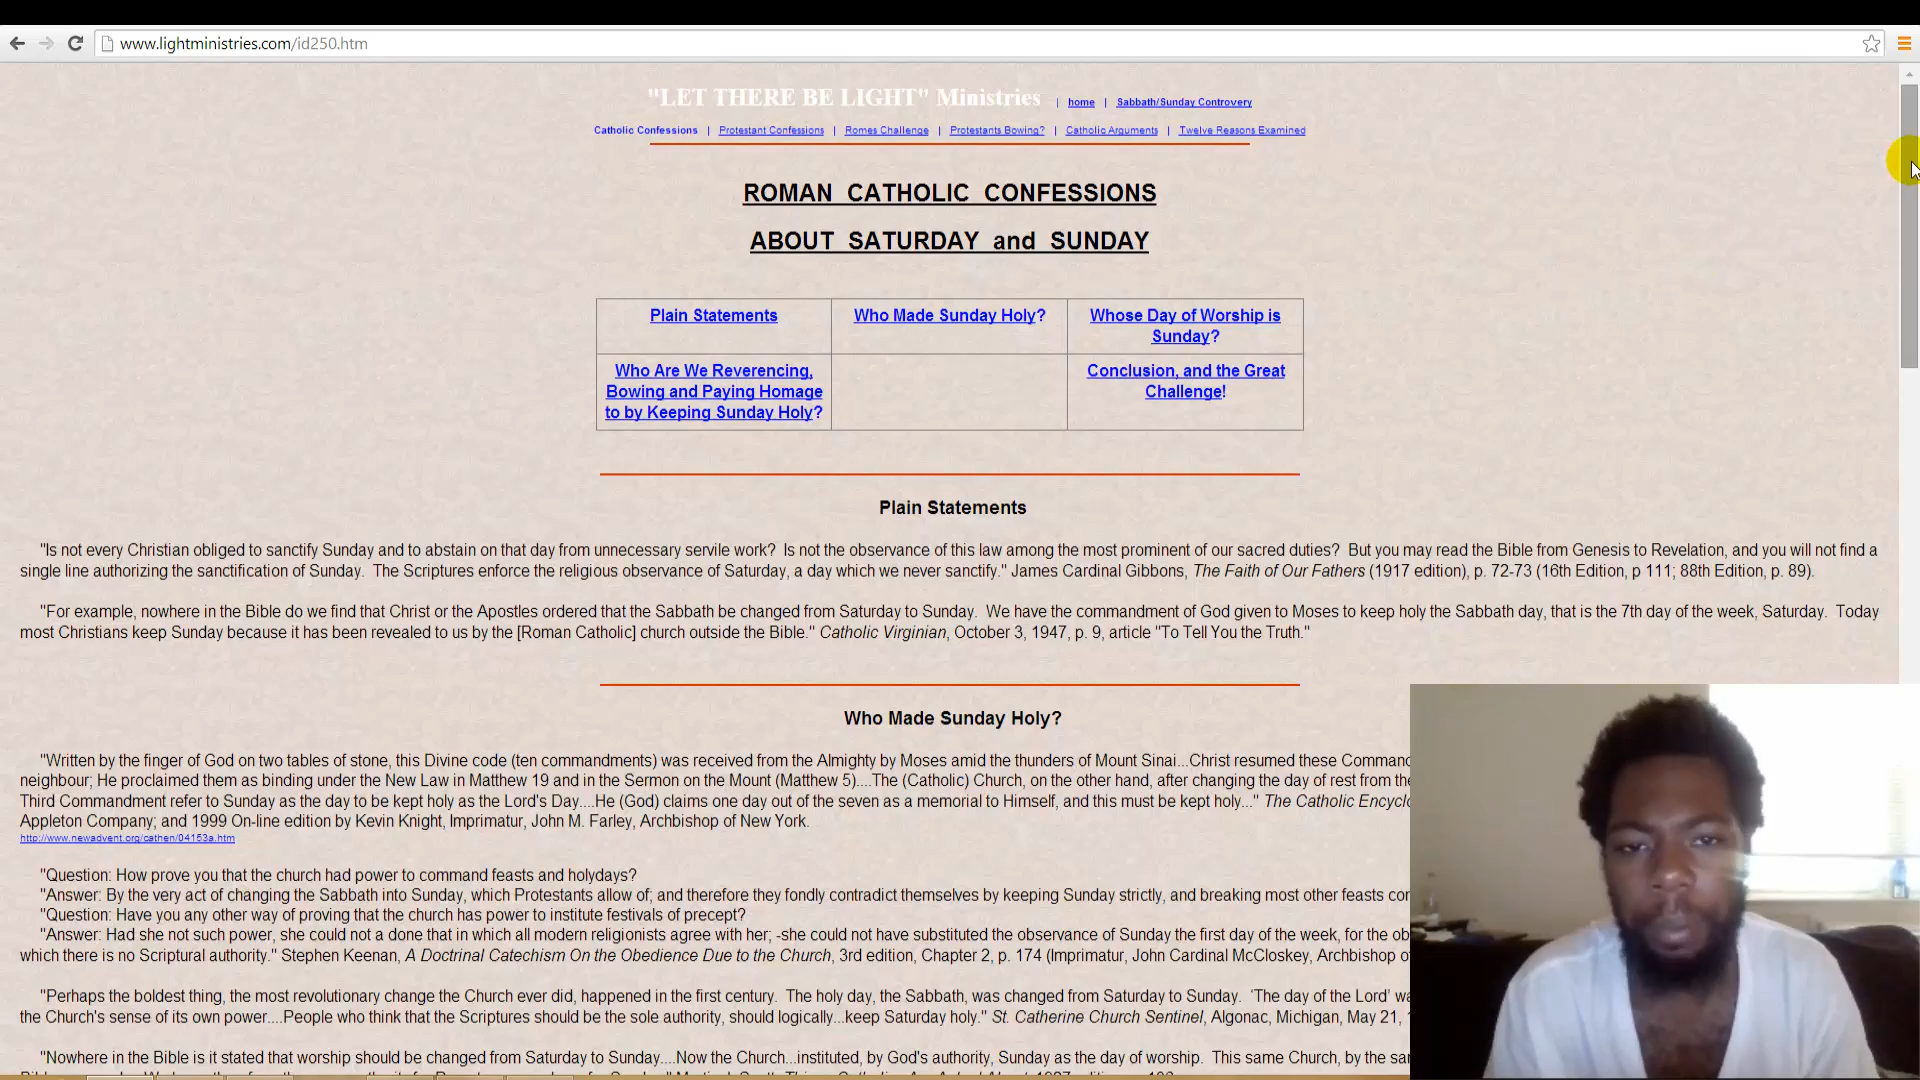 www.lightministries.com/id250.htm
"LET THERE BE LIGHT" Ministries | home | Sabbath/Sunday Controvery
Catholic Confessions | Protestant Confessions | Romes Challenge | Protestants Bowing? | Catholic Arguments | Twelve Reasons Examined
ROMAN CATHOLIC CONFESSIONS
ABOUT SATURDAY and SUNDAY
Plain Statements
Who Made Sunday Holy?
Whose Day of Worship is
Sunday?
Who Are We Reverencing,
Bowing and Paying Homage
to by Keeping Sunday Holy?
Conclusion, and the Great
Challenge!
Plain Statements
"Is not every Christian obliged to sanctify Sunday and to abstain on that day from unnecessary servile work? Is not the observance of this law among the most prominent of our sacred duties? But you may read the Bible from Genesis to Revelation, and you will not find a
single line authorizing the sanctification of Sunday. The Scriptures enforce the religious observance of Saturday, a day which we never sanctify." James Cardinal Gibbons, The Faith of Our Fathers (1917 edition), p. 72-73 (16th Edition, p 111; 88th Edition, p. 89).
"For example, nowhere in the Bible do we find that Christ or the Apostles ordered that the Sabbath be changed from Saturday to Sunday. We have the commandment of God given to Moses to keep holy the Sabbath day, that is the 7th day of the week, Saturday. Today
most Christians keep Sunday because it has been revealed to us by the [Roman Catholic] church outside the Bible." Catholic Virginian, October 3, 1947, p. 9, article "To Tell You the Truth."
Who Made Sunday Holy?
"Written by the finger of God on two tables of stone, this Divine code (ten commandments) was received from the Almighty by Moses amid the thunders of Mount Sinai...Christ resumed these Comman
neighbour; He proclaimed them as binding under the New Law in Matthew 19 and in the Sermon on the Mount (Matthew 5)....The (Catholic) Church, on the other hand, after changing the day of rest from the
Third Commandment refer to Sunday as the day to be kept holy as the Lord's Day....He (God) claims one day out of the seven as a memorial to Himself, and this must be kept holy..." The Catholic Encyclo
Appleton Company; and 1999 On-line edition by Kevin Knight, Imprimatur, John M. Farley, Archbishop of New York.
http://www.newadvent.org/cathen/04153a.htm
"Question: How prove you that the church had power to command feasts and holydays?
"Answer: By the very act of changing the Sabbath into Sunday, which Protestants allow of; and therefore they fondly contradict themselves by keeping Sunday strictly, and breaking most other feasts co
"Question: Have you any other way of proving that the church has power to institute festivals of precept?
"Answer: Had she not such power, she could not a done that in which all modern religionists agree with her; -she could not have substituted the observance of Sunday the first day of the week, for the ob
which there is no Scriptural authority." Stephen Keenan, A Doctrinal Catechism On the Obedience Due to the Church, 3rd edition, Chapter 2, p. 174 (Imprimatur, John Cardinal McCloskey, Archbishop o
"Perhaps the boldest thing, the most revolutionary change the Church ever did, happened in the first century. The holy day, the Sabbath, was changed from Saturday to Sunday. 'The day of the Lord' wa
the Church's sense of its own power....People who think that the Scriptures should be the sole authority, should logically...keep Saturday holy." St. Catherine Church Sentinel, Algonac, Michigan, May 21,
"Nowhere in the Bible is it stated that worship should be changed from Saturday to Sunday....Now the Church...instituted, by God's authority, Sunday as the day of worship. This same Church, by the sa